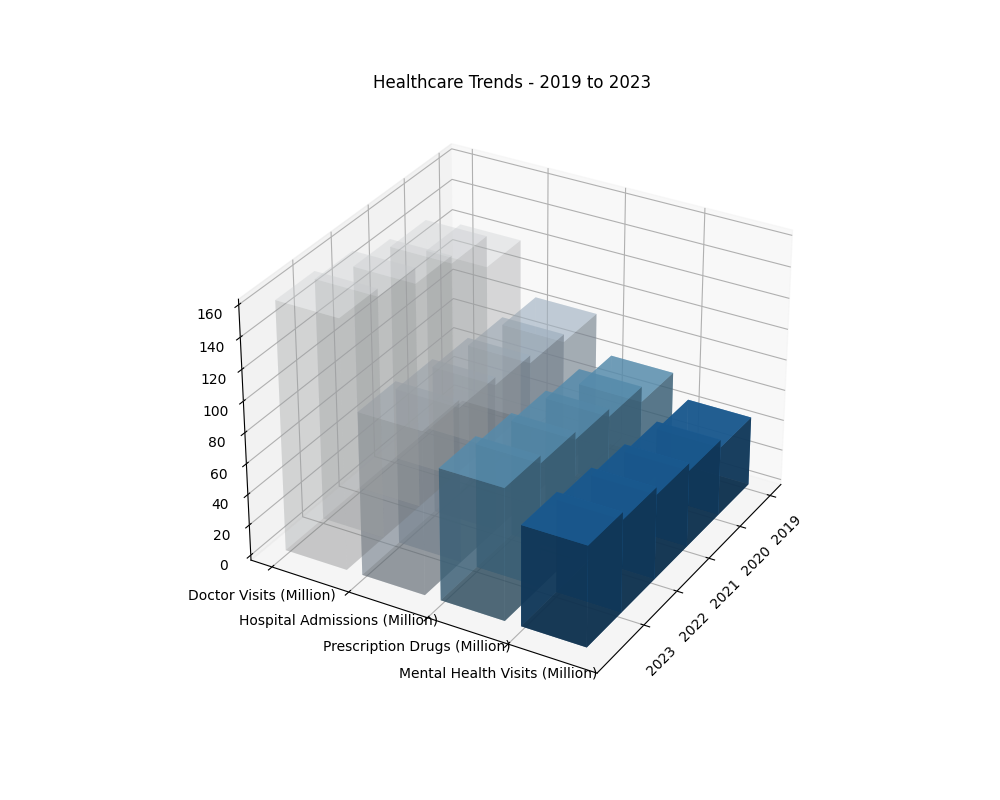 Healthcare Trends - 2019 to 2023
160
140
120
100
80
60
40
20
0
Doctor Visits (Million)
Hospital Admissions (Million)
Prescription Drugs (Million)
Mental Health Visits (Million)
2023
2022
2021
2020
2019